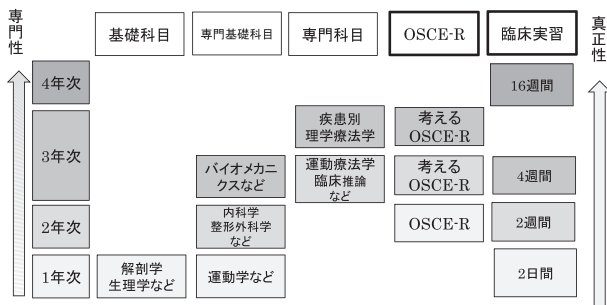 専門性
基礎科目
専門基礎科目
専門科目
OSCE-R
臨床実習
真正性
4年次
16週間
3年次
疾患別
理学療法学
考える
OSCE-R
バイオメカニ
クスなど
運動療法学
臨床推論
など
考える
OSCE-R
4週間
2年次
内科学
整形外科学
など
OSCE-R
2週間
1年次
解剖学
生理学など
運動学など
2日間